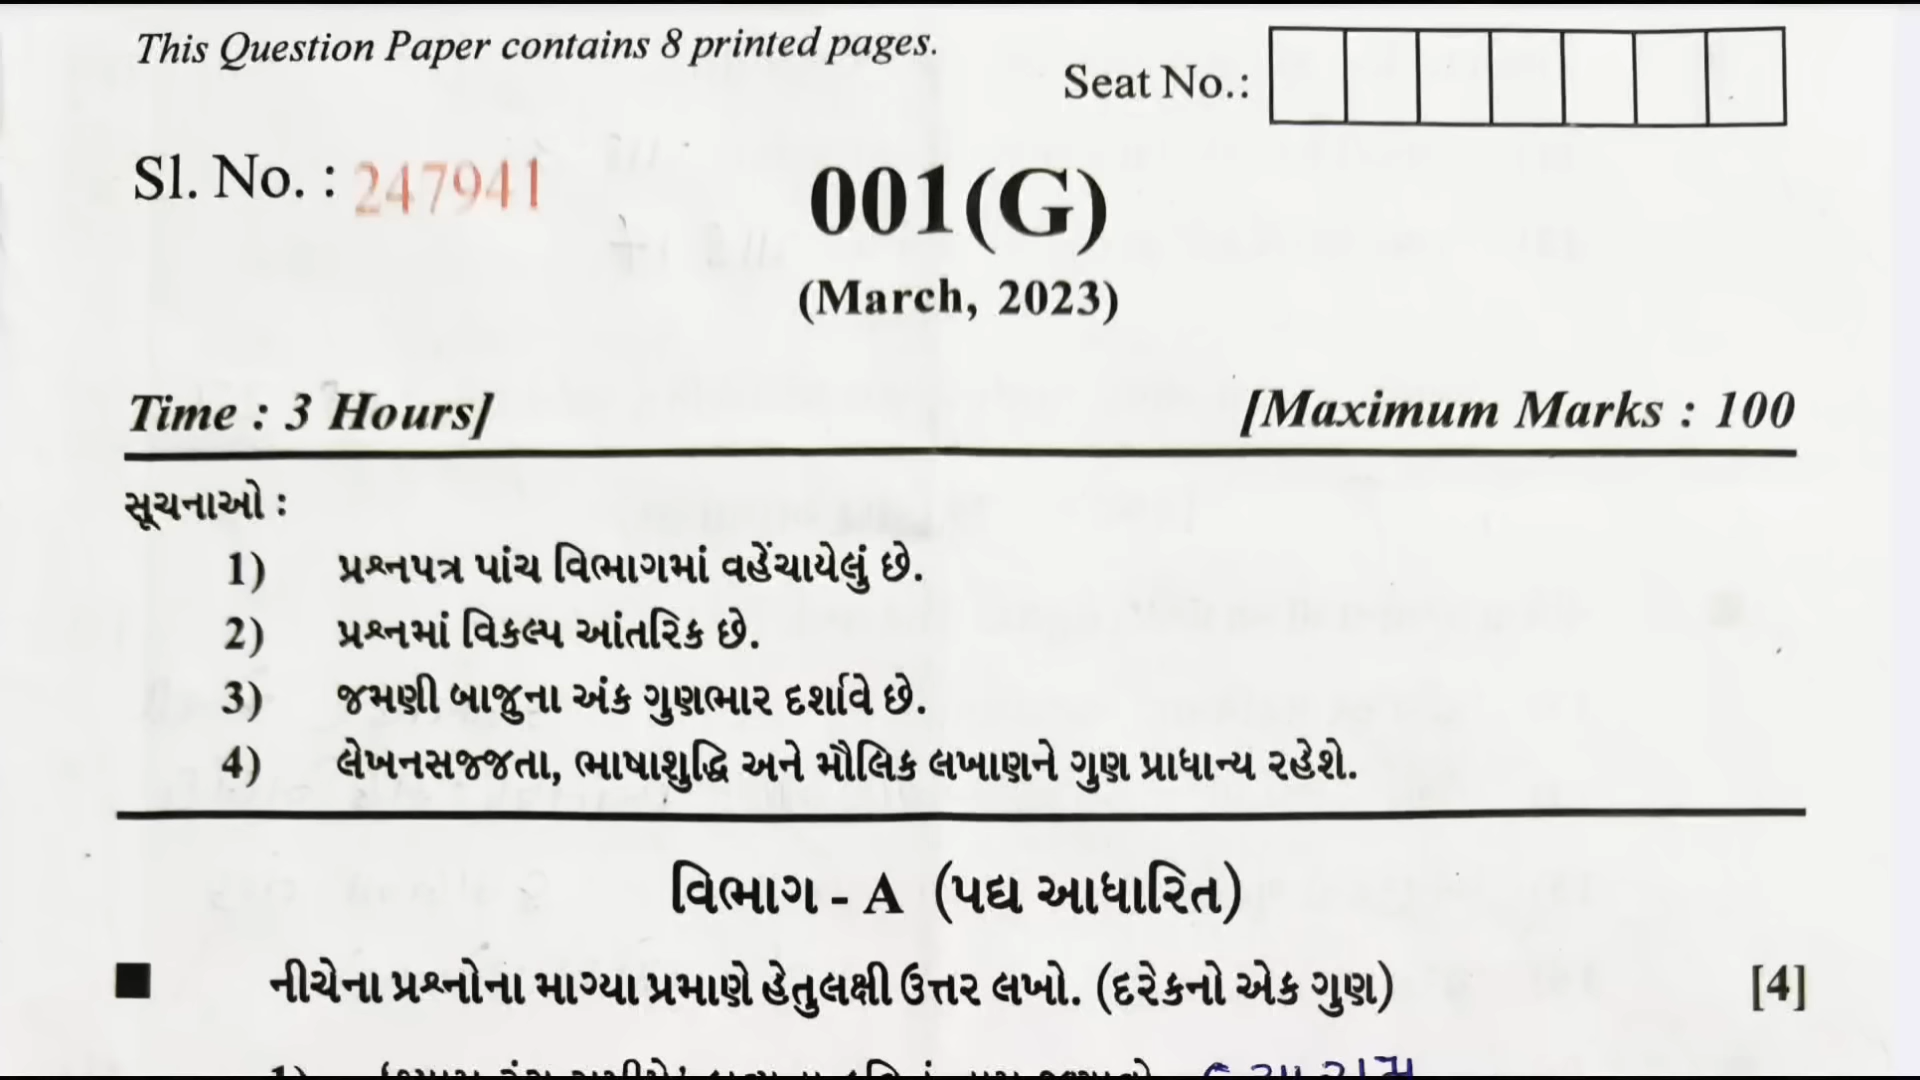 This Question Paper contains 8 printed pages.
Seat No.:
Sl. No. : 247941
001(G)
(March, 2023)
Time : 3 Hours] [Maximum Marks : 100
સૂચનાઓ :
1) પ્રશ્નપત્ર પાંચ વિભાગમાં વહેંચાયેલું છે.
2) પ્રશ્નમાં વિકલ્પ આંતરિક છે.
3) જમણી બાજુના અંક ગુણભાર દર્શાવે છે.
4) લેખનસજ્જતા, ભાષાશુદ્ધિ અને મૌલિક લખાણને ગુણ પ્રાધાન્ય રહેશે.
વિભાગ - A (પદ્ય આધારિત)
નીચેના પ્રશ્નોના માગ્યા પ્રમાણે હેતુલક્ષી ઉત્તર લખો. (દરેકનો એક ગુણ) [4]